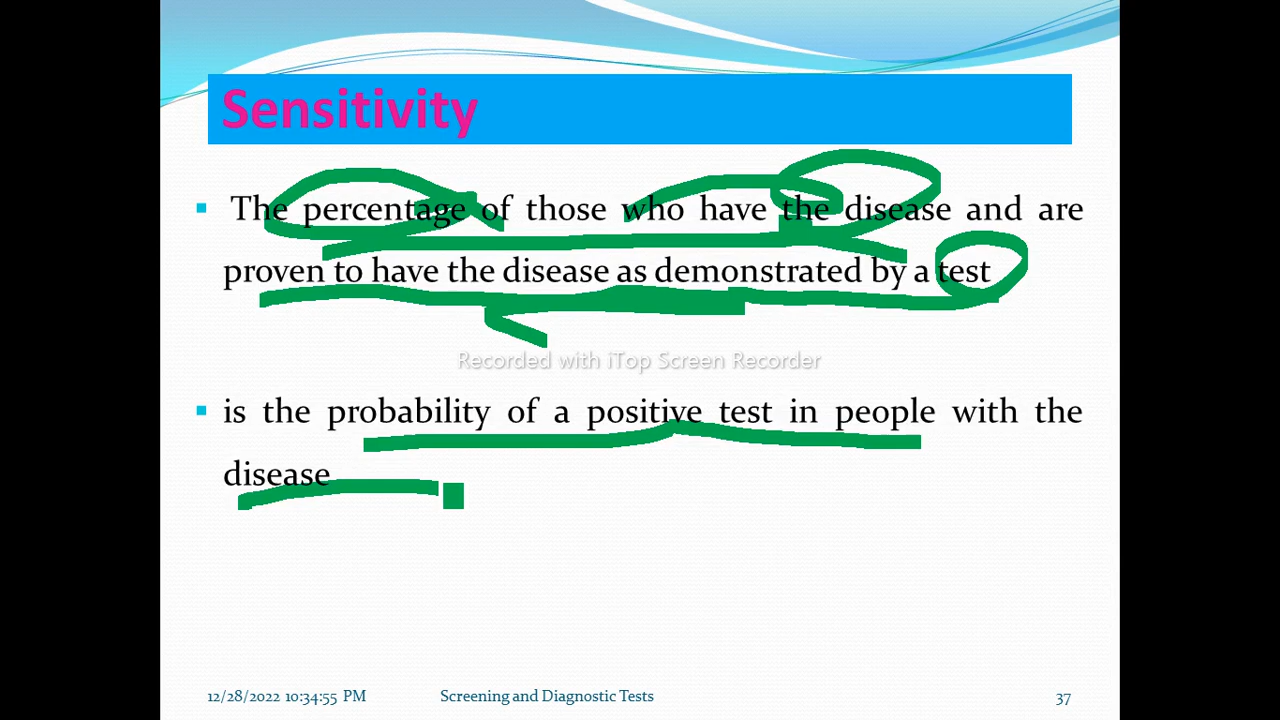 Sensitivity
The percentage of those who have the disease and are
proven to have the disease as demonstrated by a test
Recorded with iTop Screen Recorder
is the probability of a positive test in people with the
disease
12/28/2022 10:34:55 PM Screening and Diagnostic Tests 37